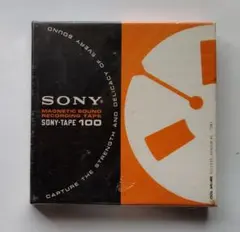 SONY
MAGNETIC SOUND
RECORDING TAPE
SONY-TAPE 100
CAPTURE THE STRENGTH AND DELICACY OF EVERY SOUND